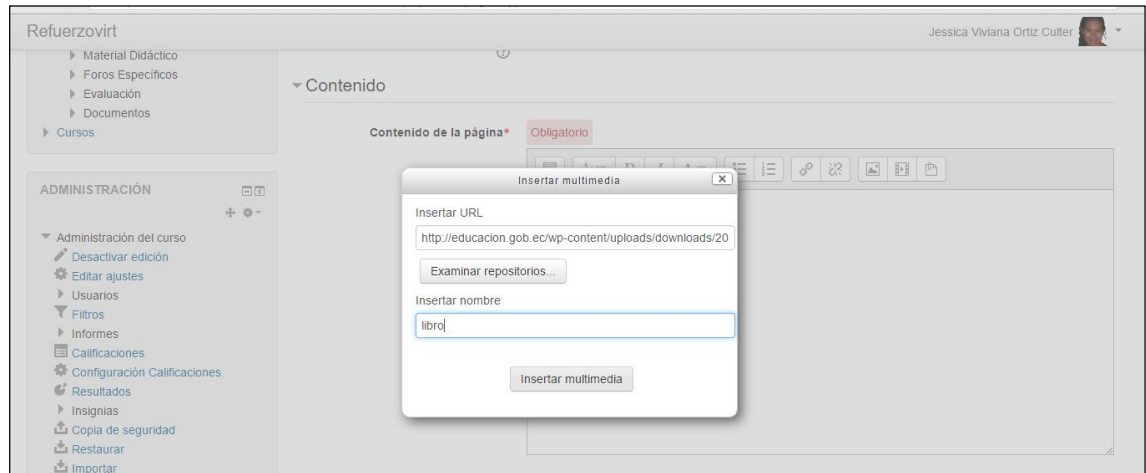 Refuerzovirt
Jessica Viviana Ortiz Culter
Material Didáctico
Foros Específicos
Evaluación
Documentos
Cursos
ADMINISTRACIÓN
Administración del curso
Desactivar edición
Editar ajustes
Usuarios
Filtros
Informes
Calificaciones
Configuración Calificaciones
Resultados
Insignias
Copia de seguridad
Restaurar
Importar
Contenido
Contenido de la página* Obligatorio
Insertar multimedia
Insertar URL
http://educacion.gob.ec/wp-content/uploads/downloads/20
Examinar repositorios...
Insertar nombre
libro
Insertar multimedia